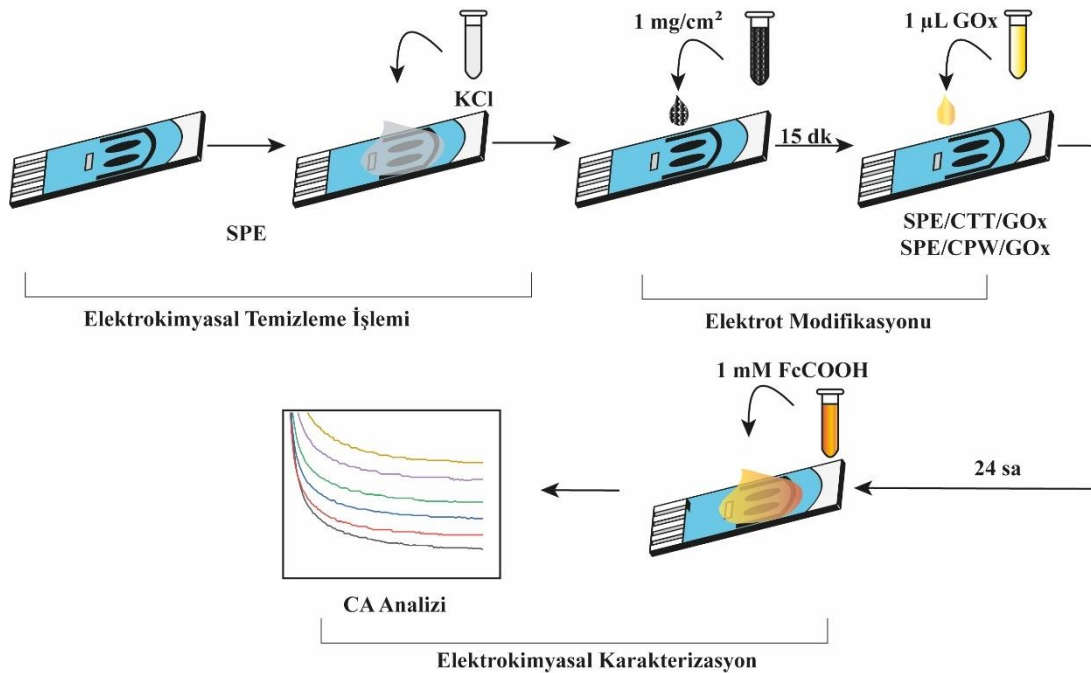 1 mg/cm²
1 µL GOx
KCl
15 dk
SPE
SPE/CTT/GOx
SPE/CPW/GOx
Elektrokimyasal Temizleme İşlemi
Elektrot Modifikasyonu
1 mM FcCOOH
24 sa
CA Analizi
Elektrokimyasal Karakterizasyon